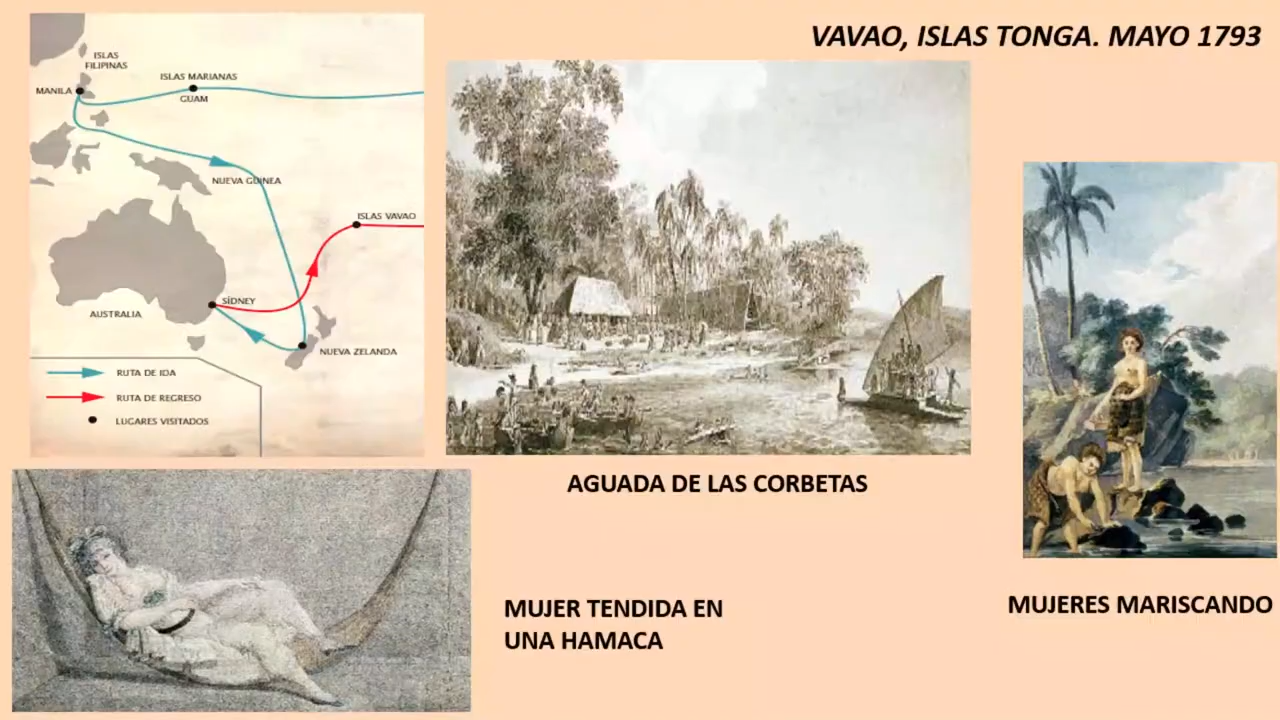 VAVAO, ISLAS TONGA. MAYO 1793
ISLAS
FILIPINAS
MANILA
ISLAS MARIANAS
GUAM
NUEVA GUINEA
ISLAS VAVAO
SÍDNEY
AUSTRALIA
NUEVA ZELANDA
RUTA DE IDA
RUTA DE REGRESO
LUGARES VISITADOS
AGUADA DE LAS CORBETAS
MUJER TENDIDA EN
UNA HAMACA
MUJERES MARISCANDO